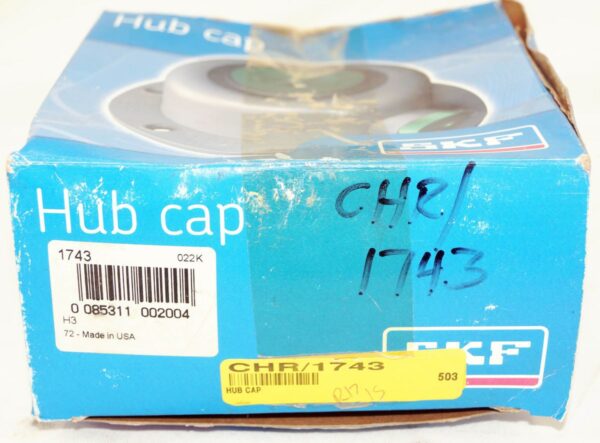 Hub cap
SKF
Hub cap
CHR/
1743
1743 022K
0 085311 002004
H3
72 - Made in USA
SKF
CHR/1743
HUB CAP 503